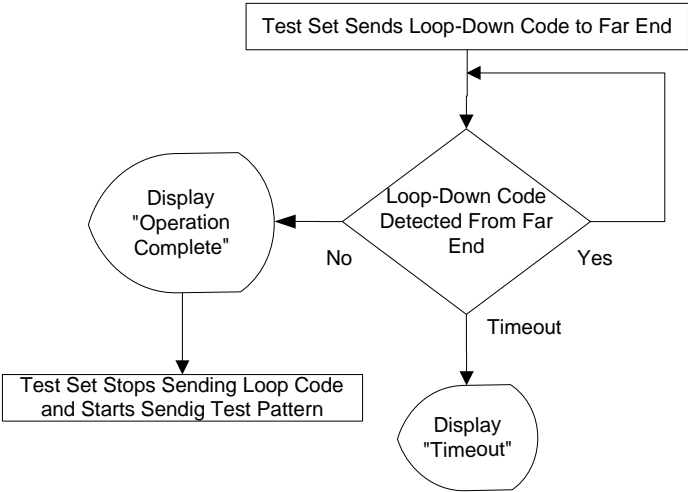 Test Set Sends Loop-Down Code to Far End
Loop-Down Code
Detected From Far
End
No
Yes
Timeout
Display
"Operation
Complete"
Test Set Stops Sending Loop Code
and Starts Sendig Test Pattern
Display
"Timeout"